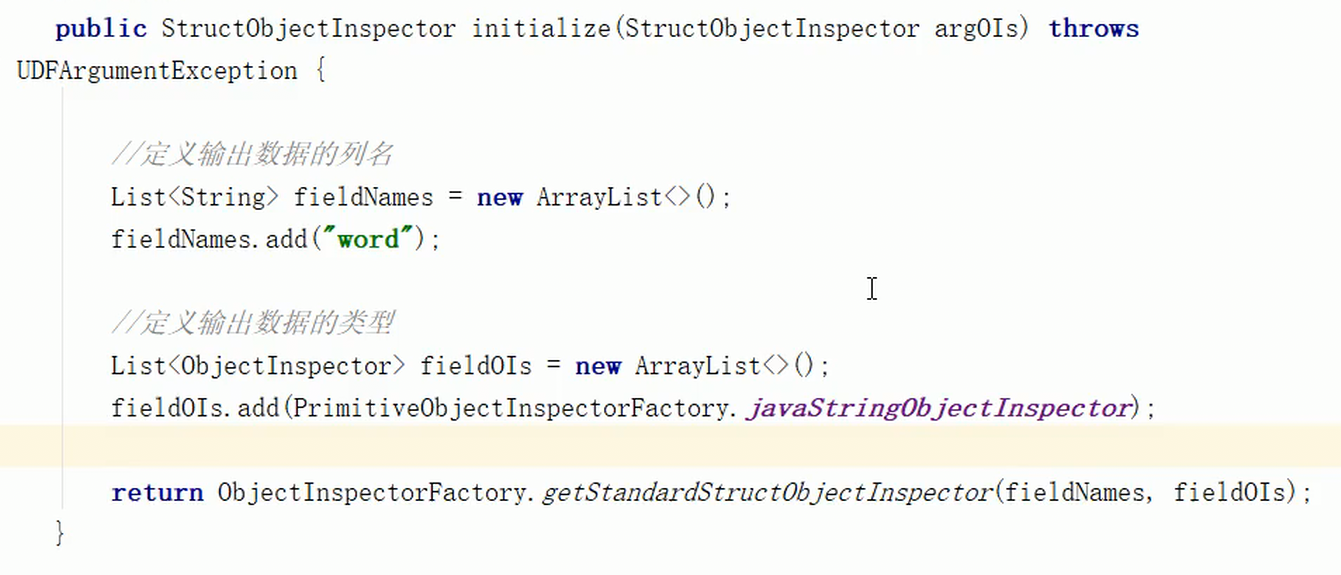 public StructObjectInspector initialize(StructObjectInspector argOIs) throws
UDFArgumentException {
//定义输出数据的列名
List<String> fieldNames = new ArrayList<>();
fieldNames.add("word");
//定义输出数据的类型
List<ObjectInspector> fieldOIs = new ArrayList<>();
fieldOIs.add(PrimitiveObjectInspectorFactory.javaStringObjectInspector);
return ObjectInspectorFactory.getStandardStructObjectInspector(fieldNames, fieldOIs);
}